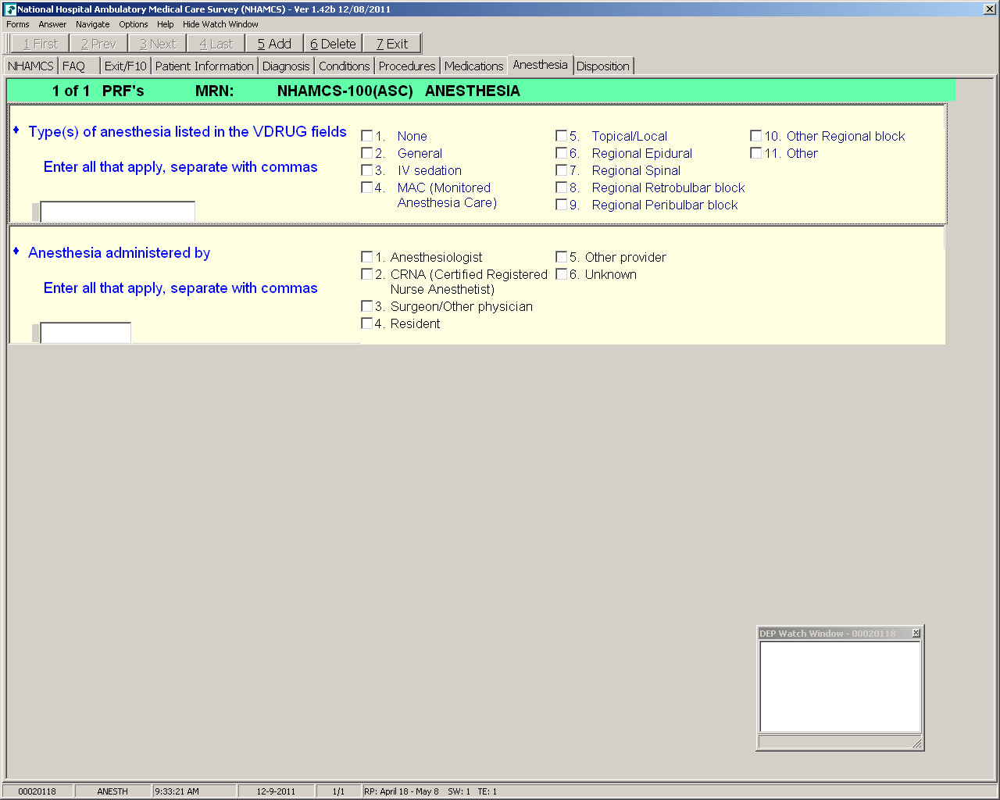 National Hospital Ambulatory Medical Care Survey (NHAMCS) - Ver 1.42b 12/08/2011
Forms Answer Navigate Options Help Hide Watch Window
1 First 2 Prev 3 Next 4 Last 5 Add 6 Delete 7 Exit
NHAMCS FAQ Exit/F10 Patient Information Diagnosis Conditions Procedures Medications Anesthesia Disposition
1 of 1 PRF's MRN: NHAMCS-100(ASC) ANESTHESIA
Type(s) of anesthesia listed in the VDRUG fields
Enter all that apply, separate with commas
1. None
2. General
3. IV sedation
4. MAC (Monitored
Anesthesia Care)
5. Topical/Local
6. Regional Epidural
7. Regional Spinal
8. Regional Retrobulbar block
9. Regional Peribulbar block
10. Other Regional block
11. Other
Anesthesia administered by
Enter all that apply, separate with commas
1. Anesthesiologist
2. CRNA (Certified Registered
Nurse Anesthetist)
3. Surgeon/Other physician
4. Resident
5. Other provider
6. Unknown
DEP Watch Window - 00020118
00020118 ANESTH 9:33:21 AM 12-9-2011 1/1 RP: April 18 - May 8 SW: 1 TE: 1